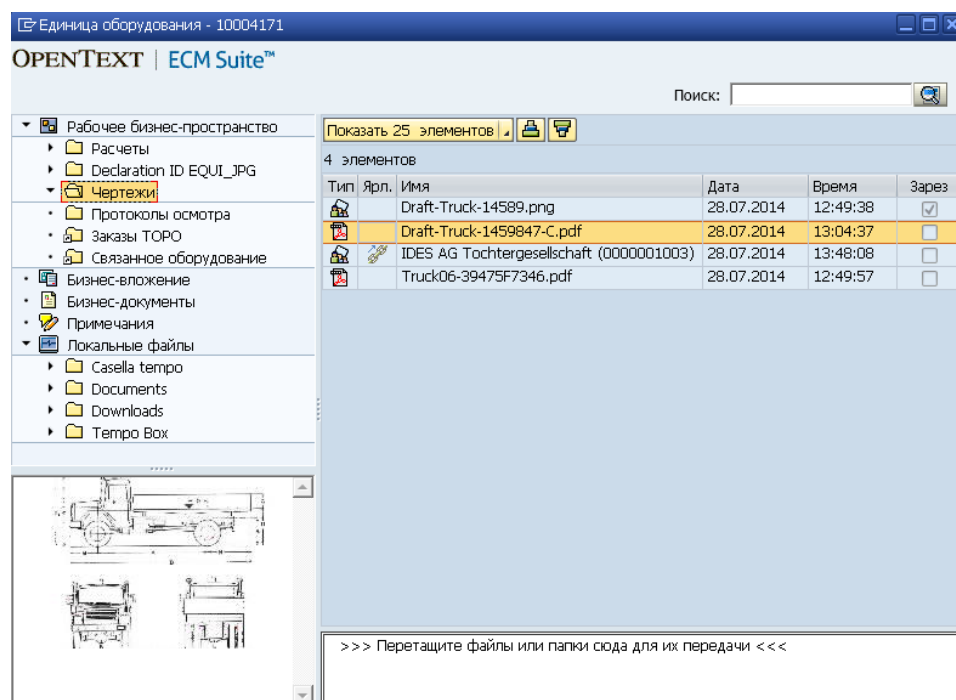 Единица оборудования - 10004171
OPENTEXT | ECM Suite™
Поиск:
Рабочее бизнес-пространство
Расчеты
Declaration ID EQUI_JPG
Чертежи
Протоколы осмотра
Заказы ТОРО
Связанное оборудование
Бизнес-вложение
Бизнес-документы
Примечания
Локальные файлы
Casella tempo
Documents
Downloads
Tempo Box
Показать 25 элементов
4 элементов
Тип Ярл. Имя Дата Время Зарез
Draft-Truck-14589.png 28.07.2014 12:49:38
Draft-Truck-1459847-C.pdf 28.07.2014 13:04:37
IDES AG Tochtergesellschaft (0000001003) 28.07.2014 13:48:08
Truck06-39475F7346.pdf 28.07.2014 12:49:57
>>> Перетащите файлы или папки сюда для их передачи <<<